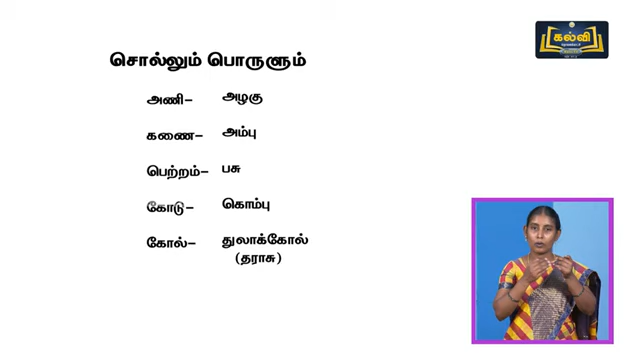 கல்வி
சொல்லும் பொருளும்
அணி– அழகு
கணை– அம்பு
பெற்றம்– பசு
கோடு– கொம்பு
கோல்– துலாக்கோல்
(தராசு)